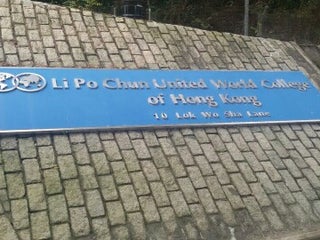 Li Po Chun United World College
of Hong Kong
10 Lok Wo Sha Lane